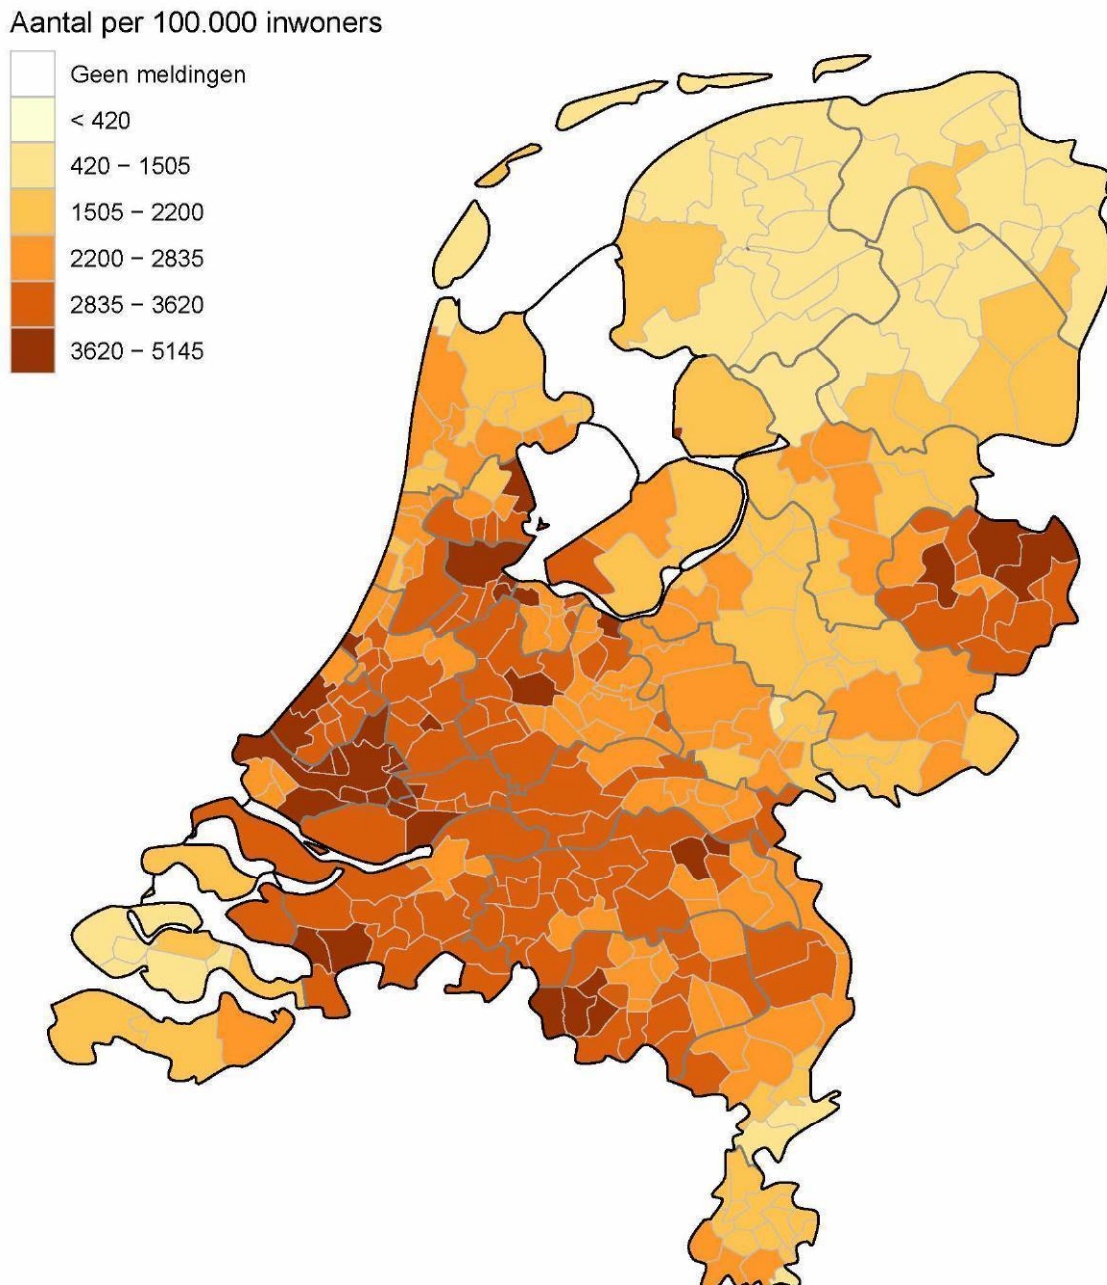 Aantal per 100.000 inwoners
Geen meldingen
< 420
420 − 1505
1505 − 2200
2200 − 2835
2835 − 3620
3620 − 5145